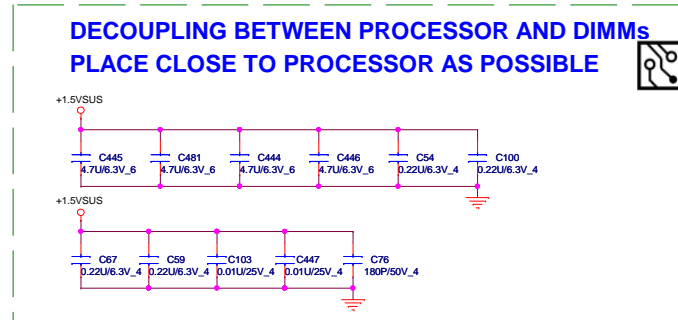 DECOUPLING BETWEEN PROCESSOR AND DIMMs
PLACE CLOSE TO PROCESSOR AS POSSIBLE
+1.5VSUS
C445 C481 C444 C446 C54 C100
4.7U/6.3V_6 4.7U/6.3V_6 4.7U/6.3V_6 4.7U/6.3V_6 0.22U/6.3V_4 0.22U/6.3V_4
+1.5VSUS
C67 C59 C103 C447 C76
0.22U/6.3V_4 0.22U/6.3V_4 0.01U/25V_4 0.01U/25V_4 180P/50V_4